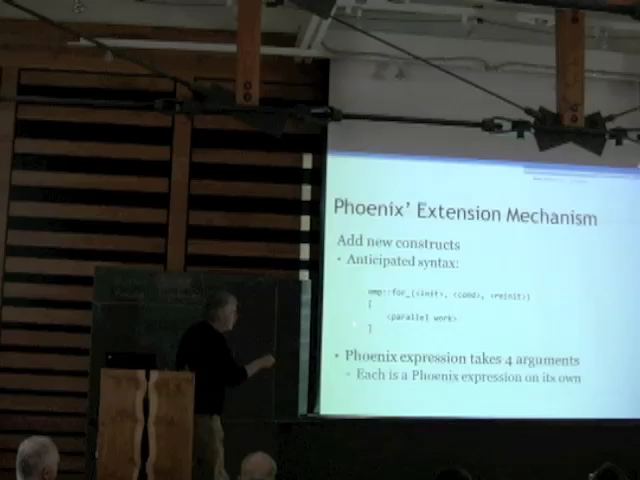 Phoenix' Extension Mechanism
Add new constructs
• Anticipated syntax:
omp::for_(<init>, <cond>, <reinit>)
[
<parallel work>
]
• Phoenix expression takes 4 arguments
◦ Each is a Phoenix expression on its own